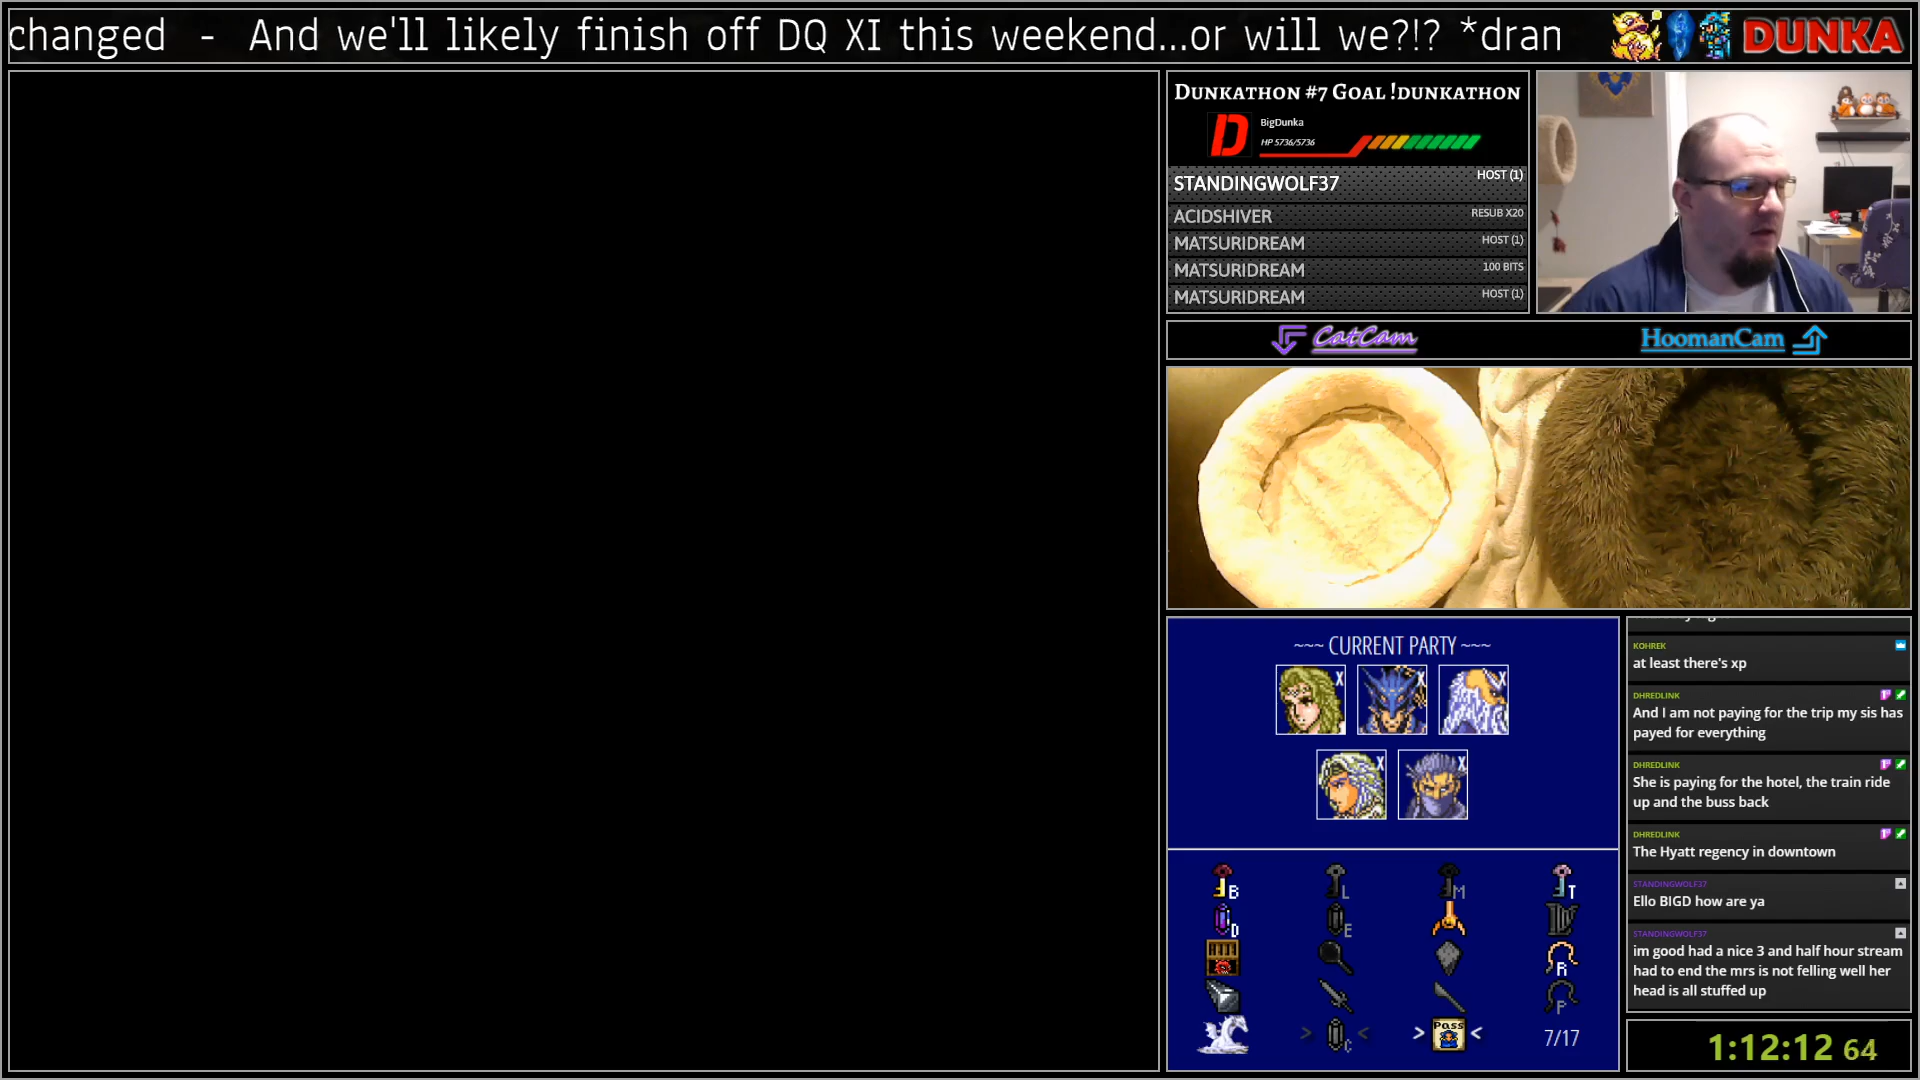 changed - And we'll likely finish off DQ XI this weekend...or will we?!? *dran
DUNKA
DUNKATHON #7 GOAL !DUNKATHON
D
BigDunka
HP 5736/5736
STANDINGWOLF37 HOST (1)
ACIDSHIVER RESUB X20
MATSURIDREAM HOST (1)
MATSURIDREAM 100 BITS
MATSURIDREAM HOST (1)
CatCam
HoomanCam
~~~ CURRENT PARTY ~~~
X X X
X X
B L M T
D E
R
P
> C < > PASS < 7/17
KOHREK
at least there's xp
DHREDLINK
And I am not paying for the trip my sis has
payed for everything
DHREDLINK
She is paying for the hotel, the train ride
up and the buss back
DHREDLINK
The Hyatt regency in downtown
STANDINGWOLF37
Ello BIGD how are ya
STANDINGWOLF37
im good had a nice 3 and half hour stream
had to end the mrs is not felling well her
head is all stuffed up
1:12:12 64